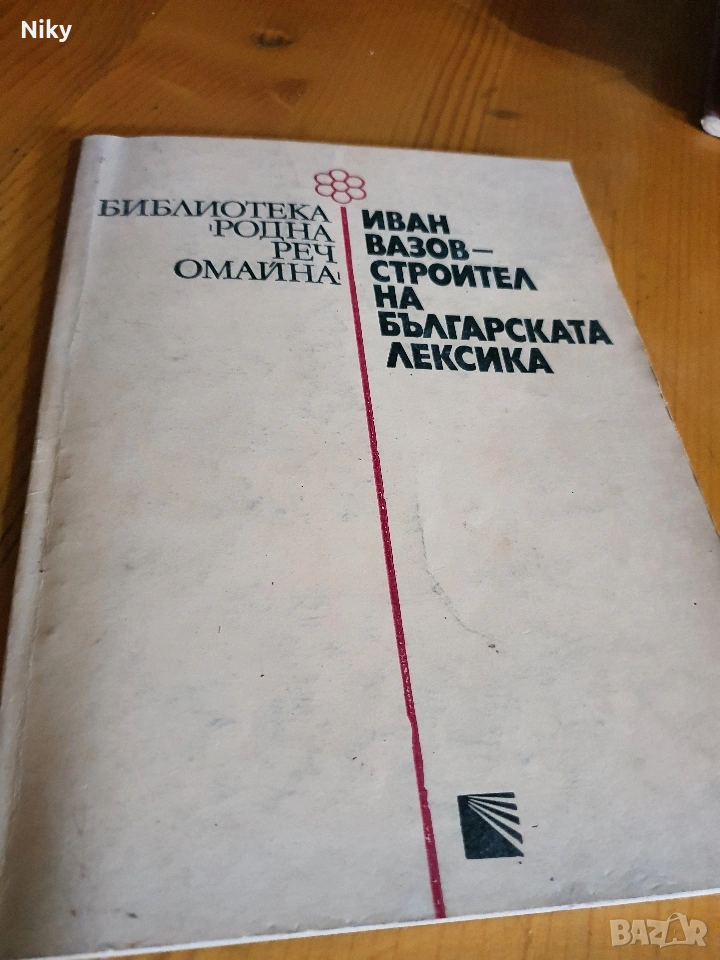 Niky
БИБЛИОТЕКА
"РОДНА
РЕЧ
ОМАЙНА"
ИВАН
ВАЗОВ –
СТРОИТЕЛ
НА
БЪЛГАРСКАТА
ЛЕКСИКА
BAZAR